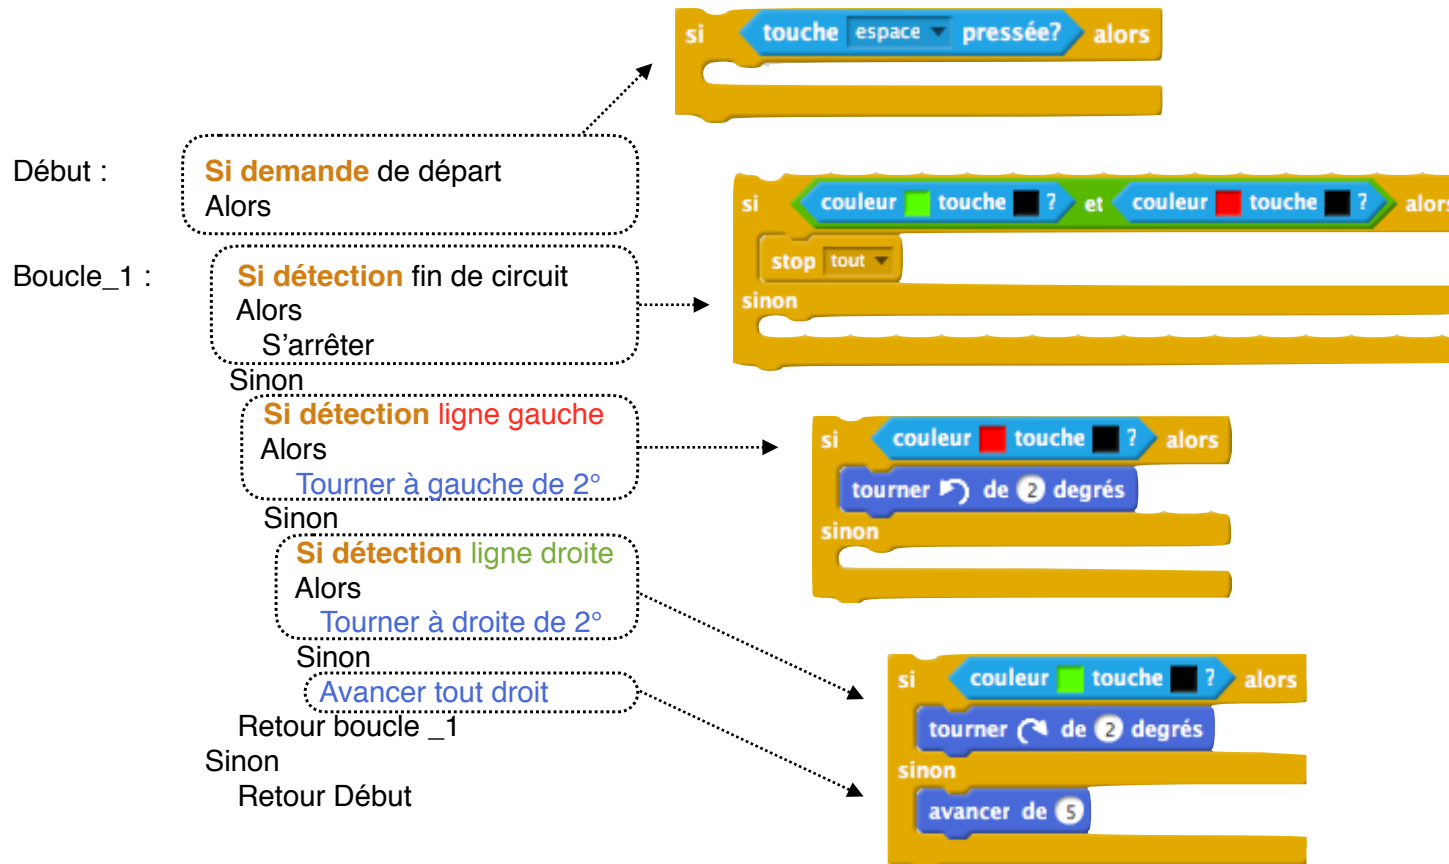 si touche espace pressée? alors
Début :
Si demande de départ
Alors
si couleur touche ? et couleur touche ? alors
stop tout
sinon
Boucle_1 :
Si détection fin de circuit
Alors
S’arrêter
Sinon
Si détection ligne gauche
Alors
Tourner à gauche de 2°
Sinon
si couleur touche ? alors
tourner de 2 degrés
sinon
Si détection ligne droite
Alors
Tourner à droite de 2°
Sinon
Avancer tout droit
Retour boucle _1
Sinon
Retour Début
si couleur touche ? alors
tourner de 2 degrés
sinon
avancer de 5